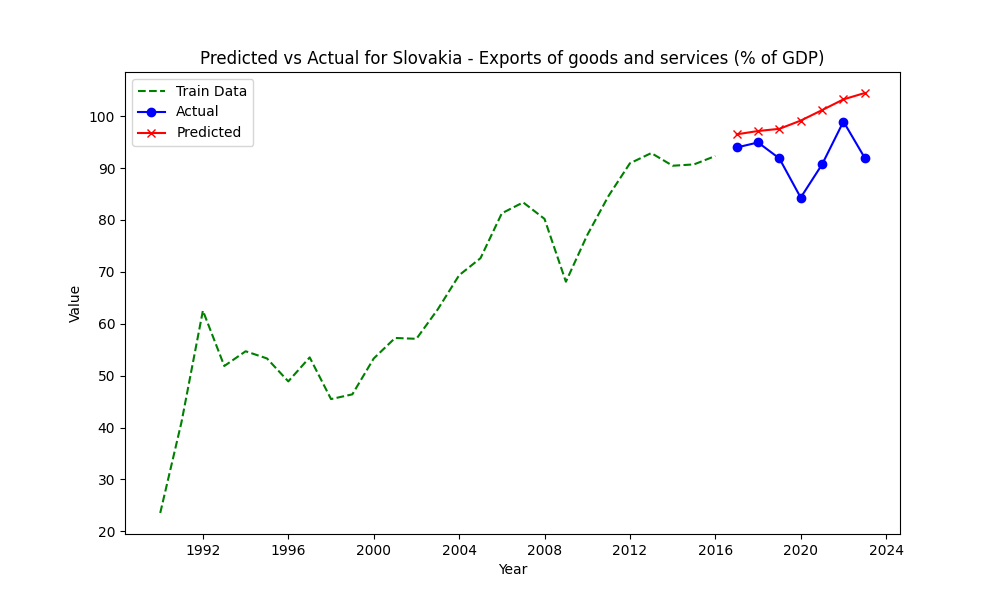 Predicted vs Actual for Slovakia - Exports of goods and services (% of GDP)
Train Data
Actual
Predicted
100
90
80
70
60
50
40
30
20
Value
1992 1996 2000 2004 2008 2012 2016 2020 2024
Year